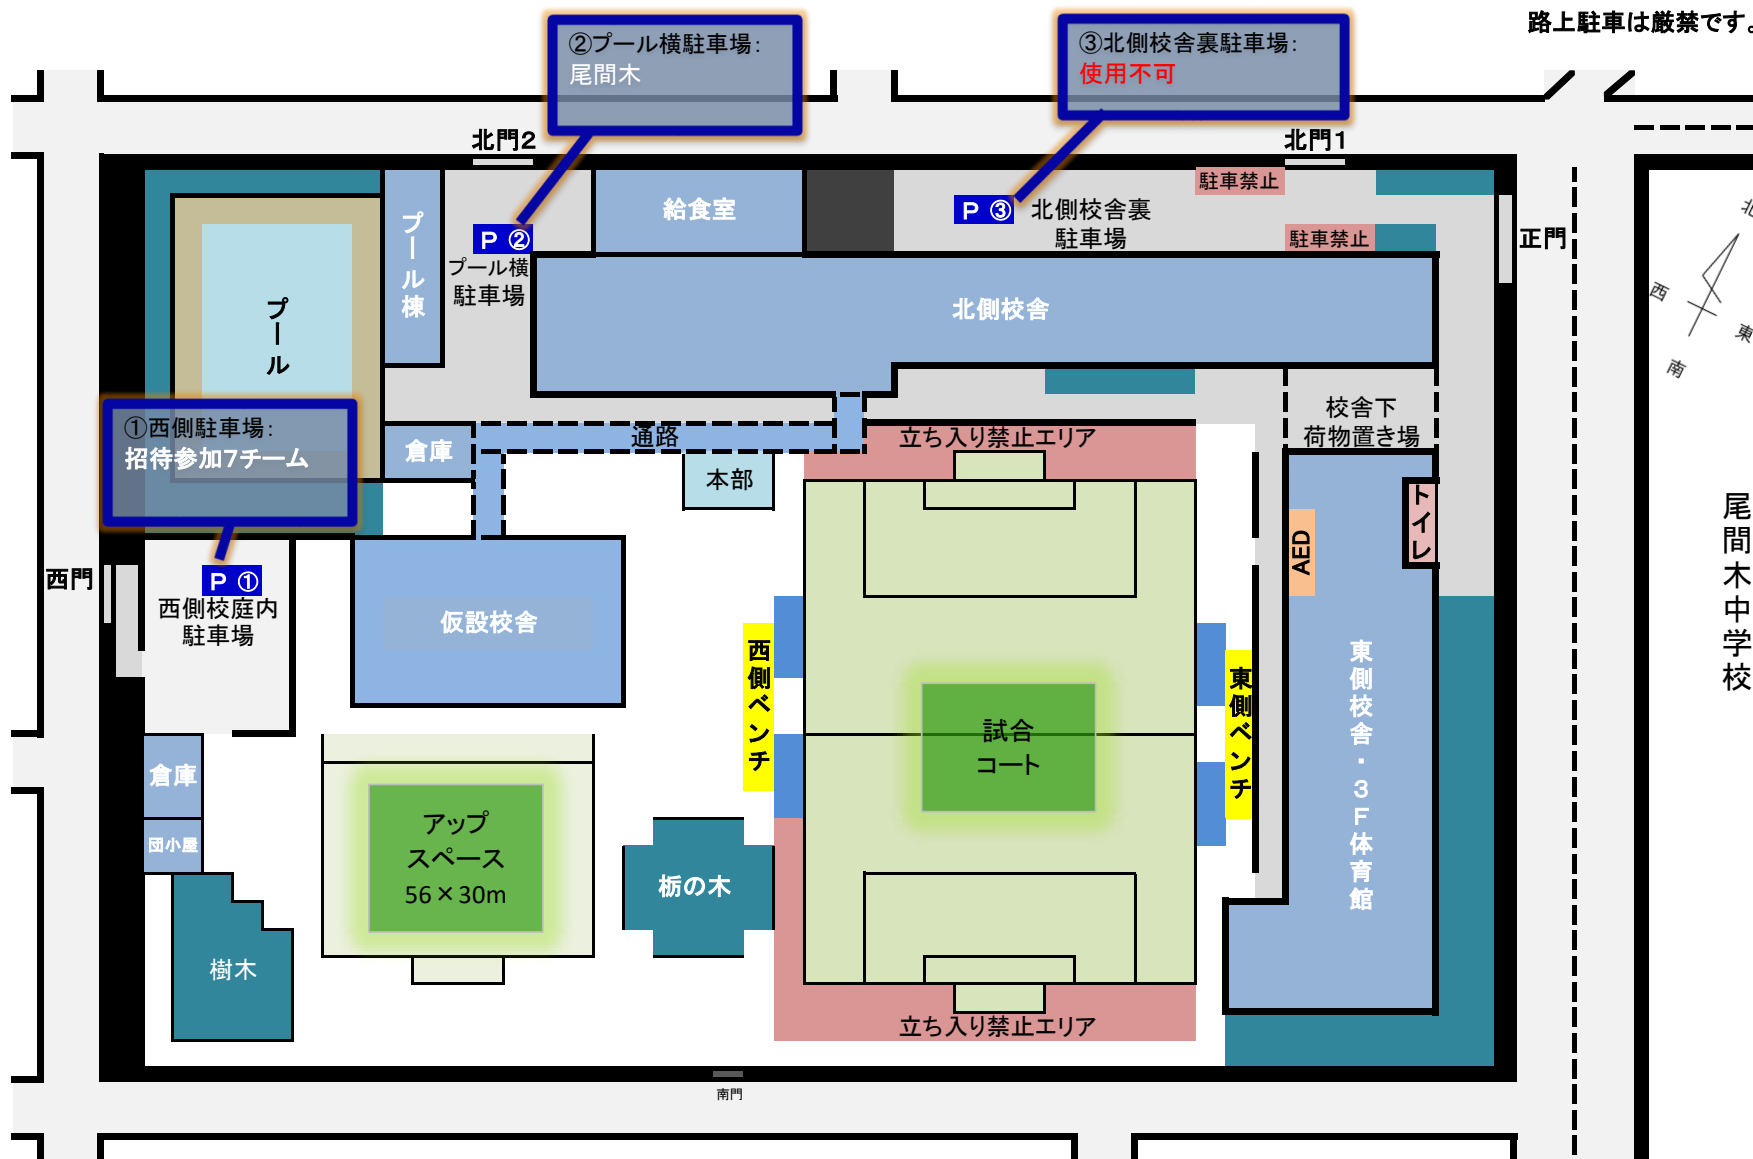 路上駐車は厳禁です。
②プール横駐車場：
尾間木
③北側校舎裏駐車場：
使用不可
北門２
北門１
駐車禁止
給食室
P ③
北側校舎裏
駐車場
駐車禁止
正門
北
西
東
南
プール棟
P ②
プール横
駐車場
プール
北側校舎
①西側駐車場：
招待参加7チーム
倉庫
通路
立ち入り禁止エリア
校舎下
荷物置き場
本部
トイレ
AED
尾間木中学校
西門
P ①
西側校庭内
駐車場
仮設校舎
西側ベンチ
東側ベンチ
東側校舎・３Ｆ体育館
試合
コート
倉庫
団小屋
アップ
スペース
56×30m
栃の木
樹木
立ち入り禁止エリア
南門